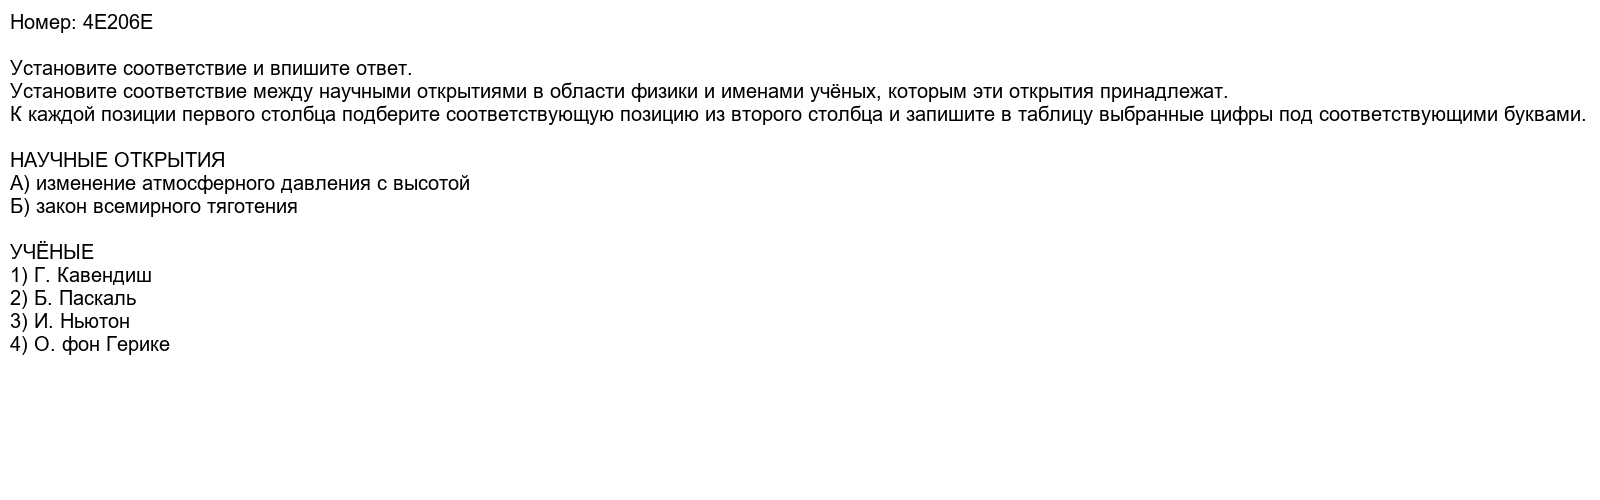 Номер: 4E206E
Установите соответствие и впишите ответ.
Установите соответствие между научными открытиями в области физики и именами учёных, которым эти открытия принадлежат.
К каждой позиции первого столбца подберите соответствующую позицию из второго столбца и запишите в таблицу выбранные цифры под соответствующими буквами.
НАУЧНЫЕ ОТКРЫТИЯ
А) изменение атмосферного давления с высотой
Б) закон всемирного тяготения
УЧЁНЫЕ
1) Г. Кавендиш
2) Б. Паскаль
3) И. Ньютон
4) О. фон Герике